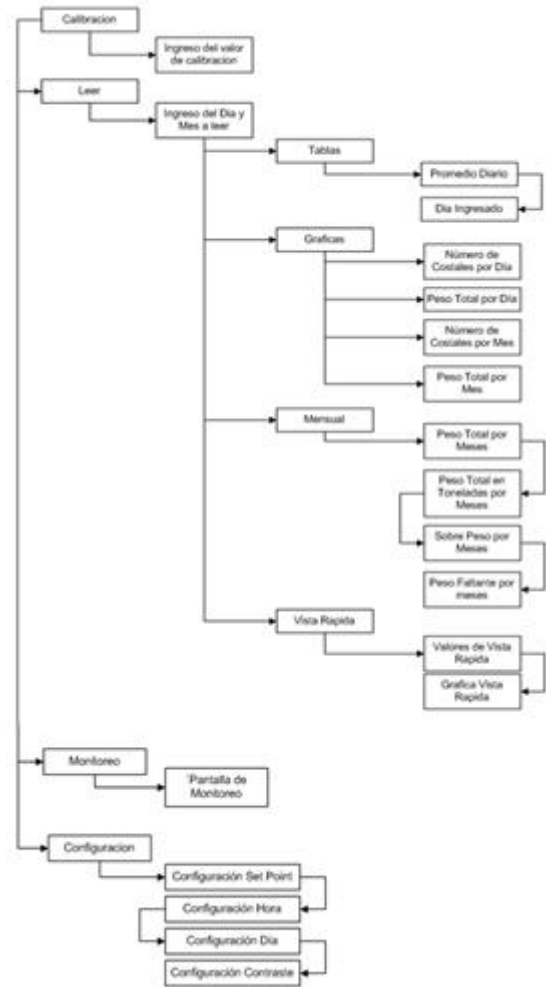 Calibracion
Ingreso del valor
de calibracion
Leer
Ingreso del Dia y
Mes a leer
Tablas
Promedio Diario
Dia Ingresado
Graficas
Número de
Costales por Día
Peso Total por Día
Número de
Costales por Mes
Peso Total por
Mes
Mensual
Peso Total por
Meses
Peso Total en
Toneladas por
Meses
Sobre Peso por
Meses
Peso Faltante por
meses
Vista Rapida
Valores de Vista
Rapida
Grafica Vista
Rapida
Monitoreo
`Pantalla de
Monitoreo
Configuracion
Configuración Set Point
Configuración Hora
Configuración Día
Configuración Contraste